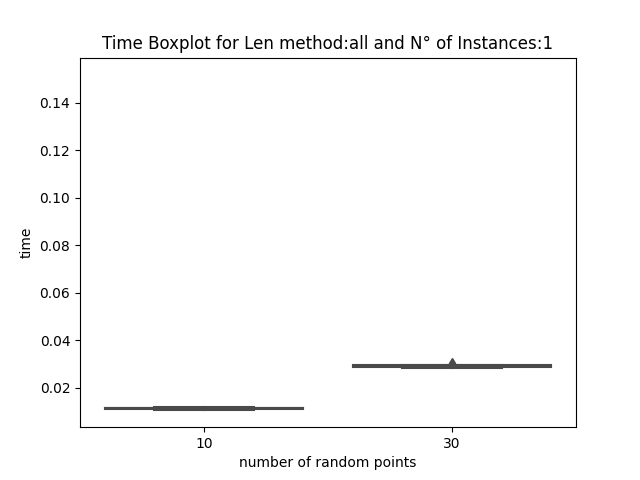 Time Boxplot for Len method:all and N° of Instances:1
0.14
0.12
0.10
0.08
0.06
0.04
0.02
time
10 30
number of random points